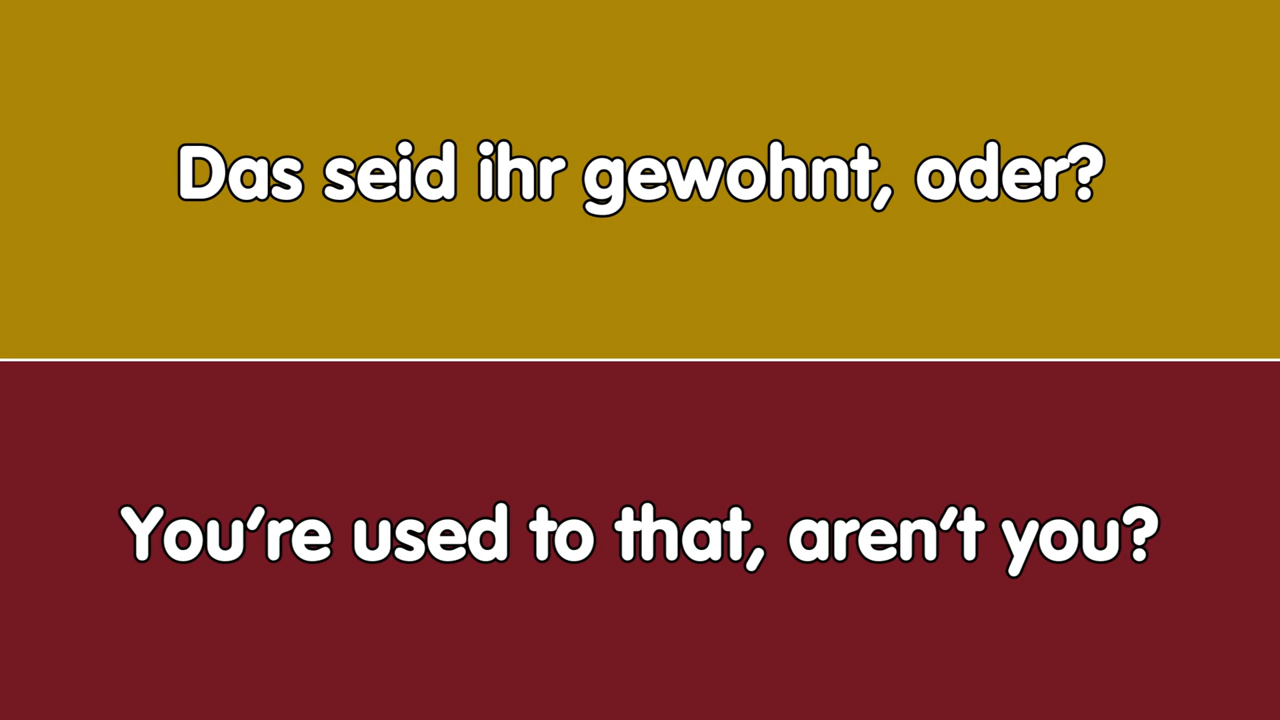 Das seid ihr gewohnt, oder?
You're used to that, aren't you?